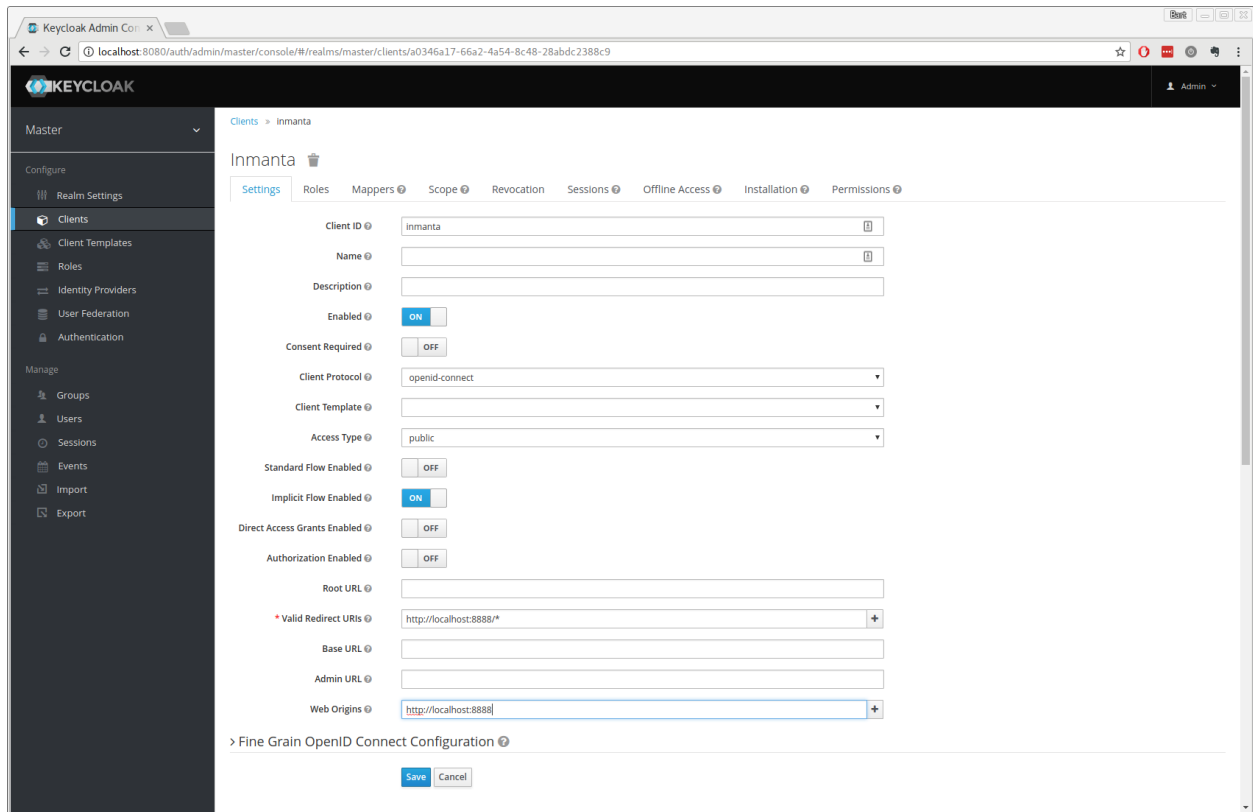 Bart
Keycloak Admin Con
localhost:8080/auth/admin/master/console/#/realms/master/clients/a0346a17-66a2-4a54-8c48-28abdc2388c9
KEYCLOAK
Admin
Master
Clients » inmanta
Configure
Inmanta
Realm Settings
Clients
Client Templates
Roles
Identity Providers
User Federation
Authentication
Manage
Groups
Users
Sessions
Events
Import
Export
Settings Roles Mappers Scope Revocation Sessions Offline Access Installation Permissions
Client ID inmanta
Name
Description
Enabled ON
Consent Required OFF
Client Protocol openid-connect
Client Template
Access Type public
Standard Flow Enabled OFF
Implicit Flow Enabled ON
Direct Access Grants Enabled OFF
Authorization Enabled OFF
Root URL
* Valid Redirect URIs http://localhost:8888/*
Base URL
Admin URL
Web Origins http://localhost:8888
Fine Grain OpenID Connect Configuration
Save Cancel